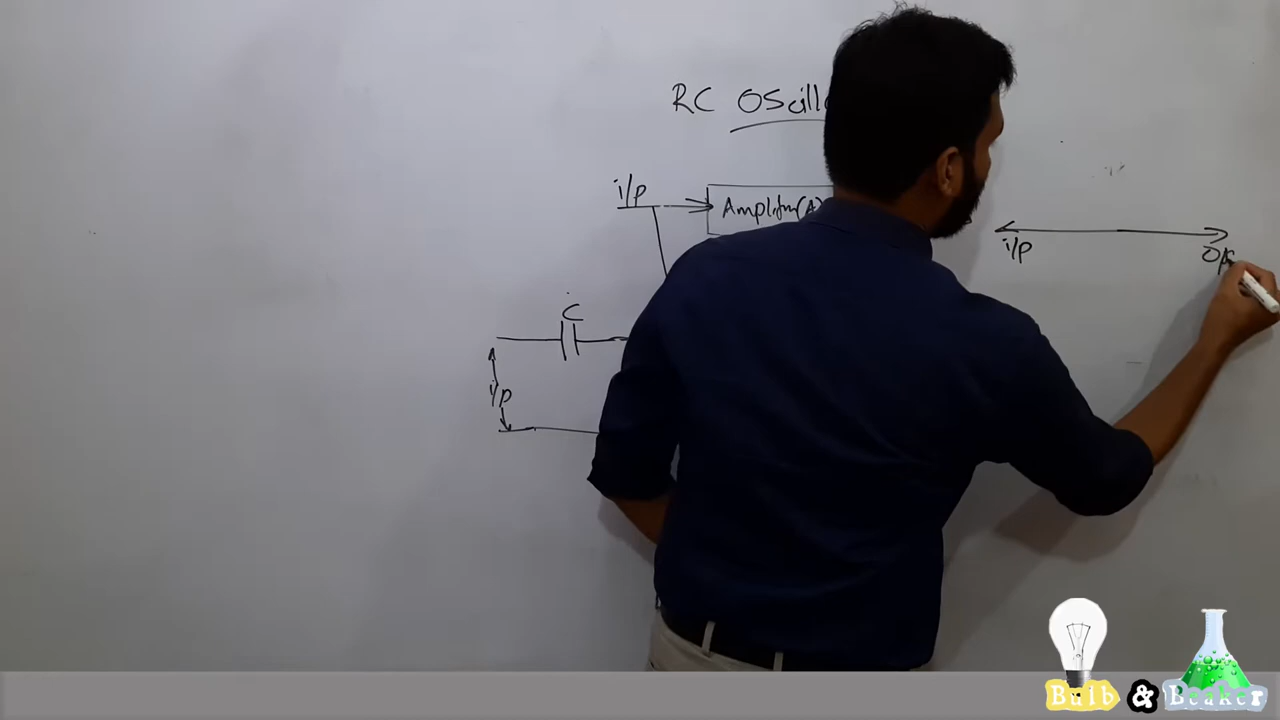 RC Oscill
i/p
Amplifier(A)
i/p
O/p
C
i/p
Bulb & Beaker